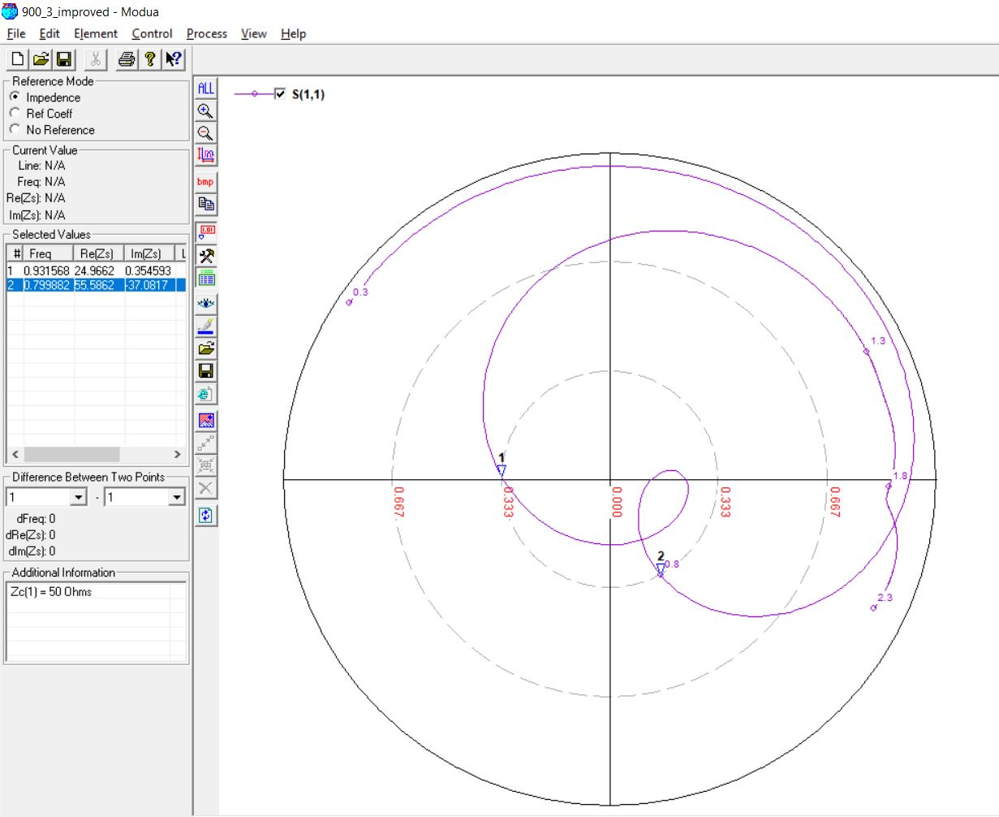 900_3_improved - Modua
File Edit Element Control Process View Help
Reference Mode
Impedence
Ref Coeff
No Reference
Current Value
Line: N/A
Freq: N/A
Re(Zs): N/A
Im(Zs): N/A
Selected Values
# Freq Re(Zs) Im(Zs) L
1 0.931568 24.9662 0.354593
2 0.799882 55.5862 -37.0817
Difference Between Two Points
1 - 1
dFreq: 0
dRe(Zs): 0
dIm(Zs): 0
Additional Information
Zc(1) = 50 Ohms
ALL
bmp
1.01
S(1,1)
0.3
1.3
1
1.8
0.667
0.333
0.000
0.333
0.667
2
0.8
2.3